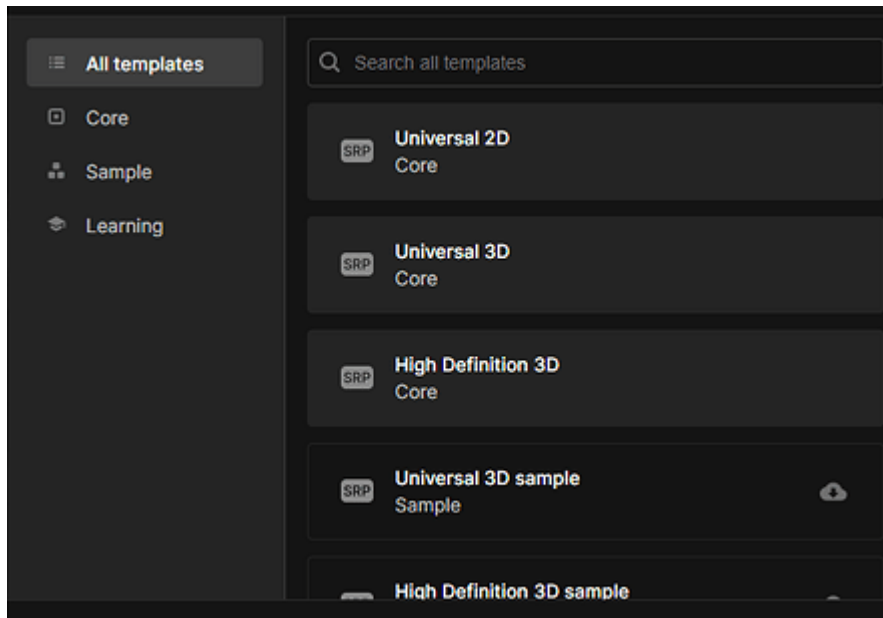 All templates
Core
Sample
Learning
Search all templates
SRP
Universal 2D
Core
SRP
Universal 3D
Core
SRP
High Definition 3D
Core
SRP
Universal 3D sample
Sample
High Definition 3D sample